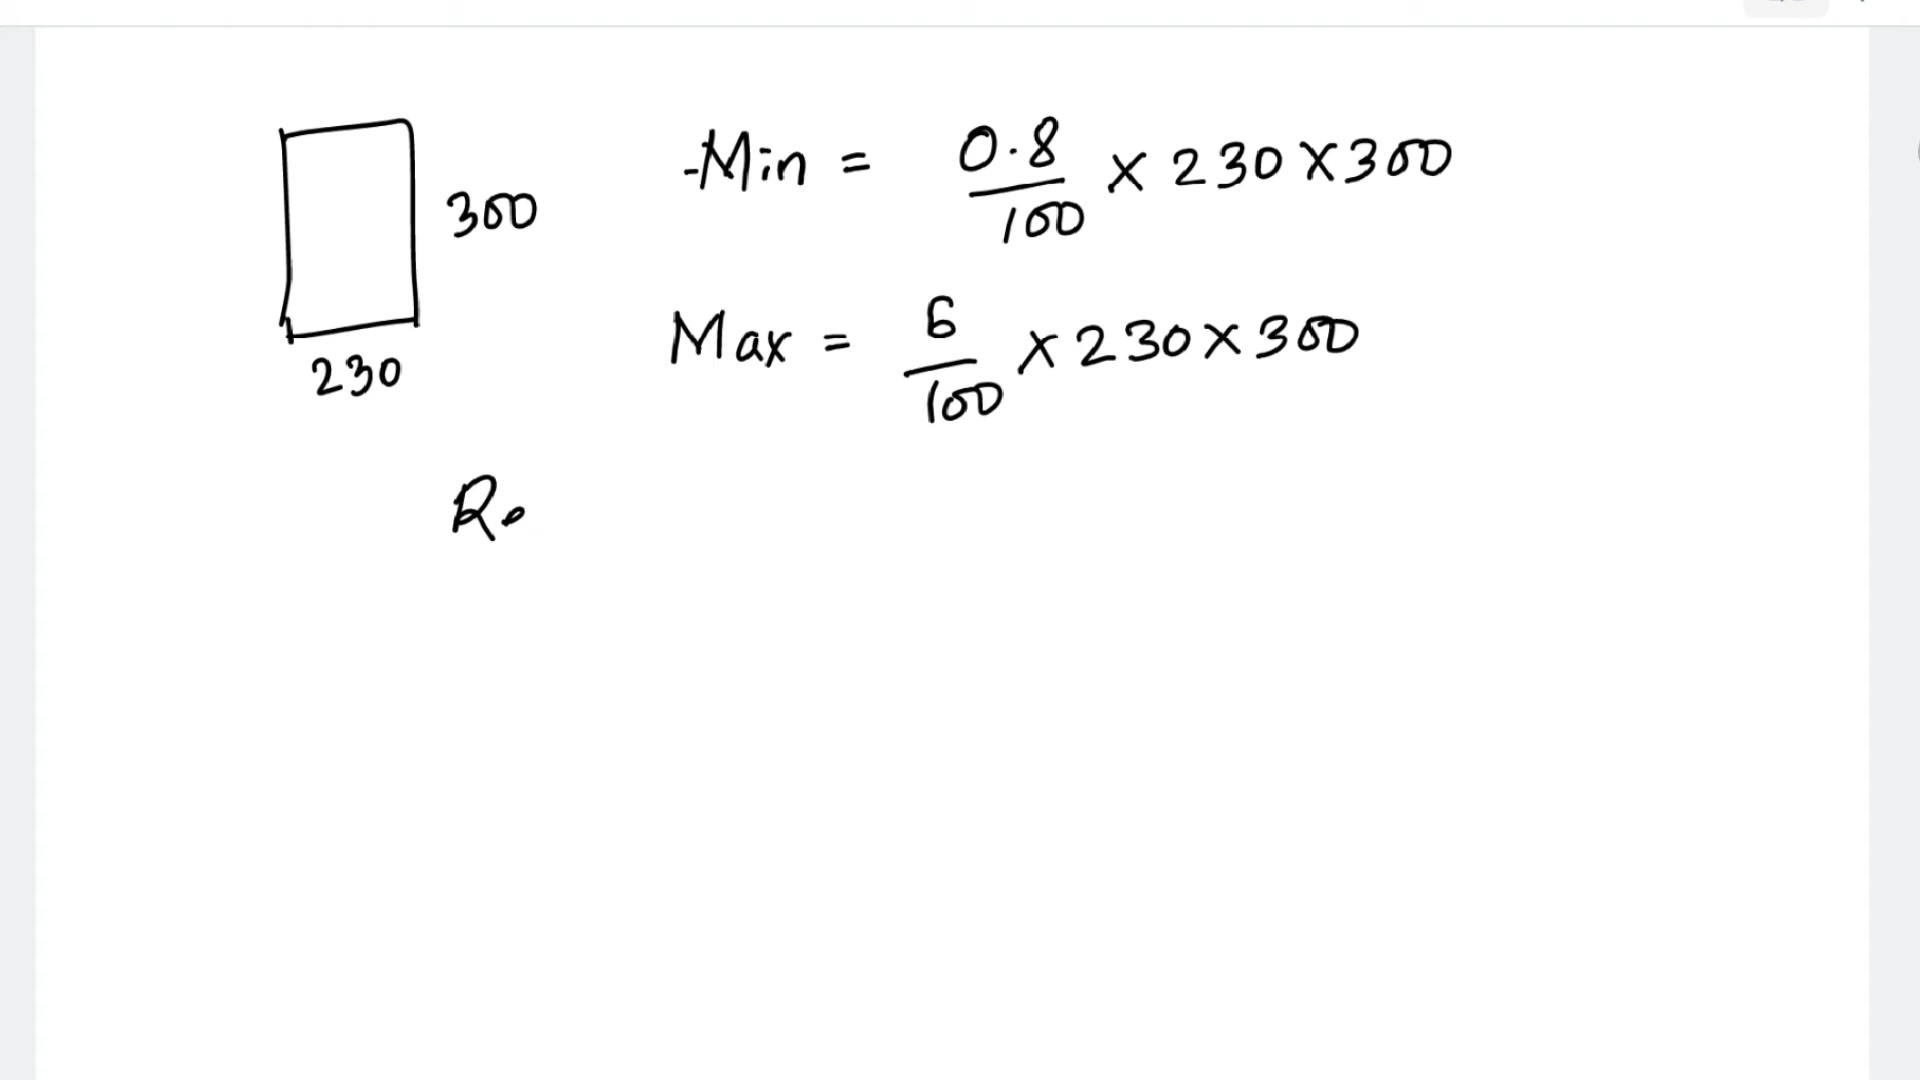 Min = 0.8/100 × 230 × 300
300
Max = 6/100 × 230 × 300
230